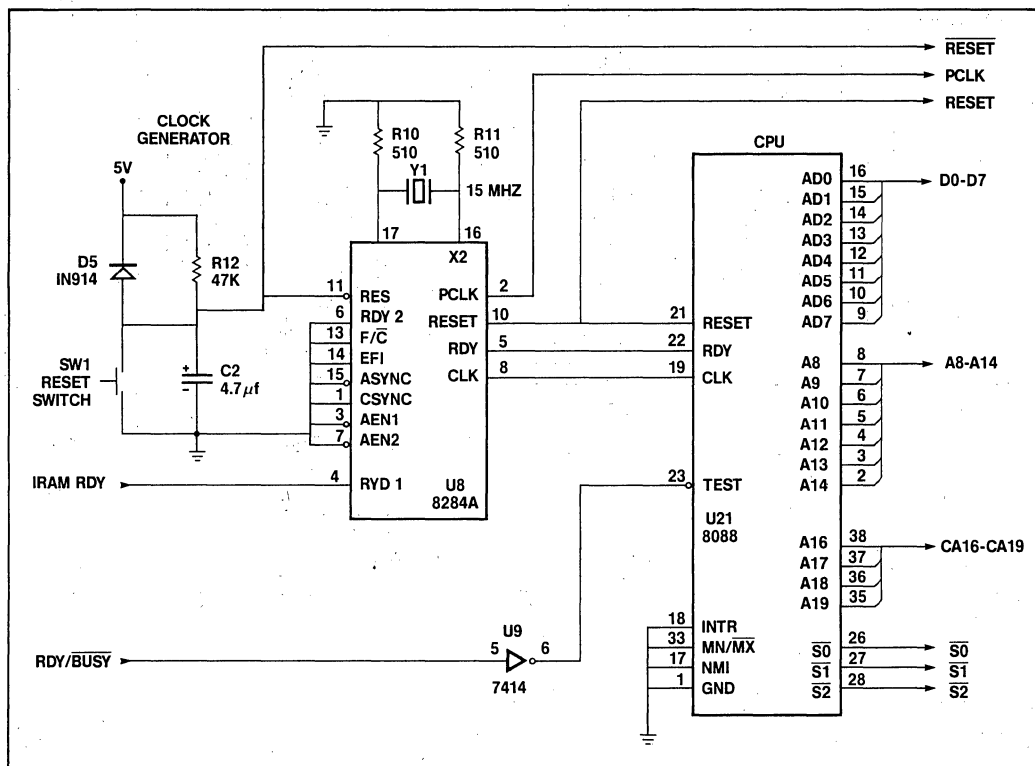 RESET
PCLK
RESET
CLOCK
GENERATOR
R10
510
R11
510
Y1
15 MHZ
5V
D5
IN914
R12
47K
SW1
RESET
SWITCH
C2
4.7µf
17
16
X2
11 RES
6 RDY 2
13 F/C
14 EFI
15 ASYNC
1 CSYNC
3 AEN1
7 AEN2
4 RYD 1
IRAM RDY
PCLK 2
RESET 10
RDY 5
CLK 8
U8
8284A
CPU
21 RESET
22 RDY
19 CLK
23 TEST
U21
8088
18 INTR
33 MN/MX
17 NMI
1 GND
AD0 16
AD1 15
AD2 14
AD3 13
AD4 12
AD5 11
AD6 10
AD7 9
D0-D7
A8 8
A9 7
A10 6
A11 5
A12 4
A13 3
A14 2
A8-A14
A16 38
A17 37
A18 36
A19 35
CA16-CA19
S0 26 S0
S1 27 S1
S2 28 S2
RDY/BUSY
U9
5 6
7414